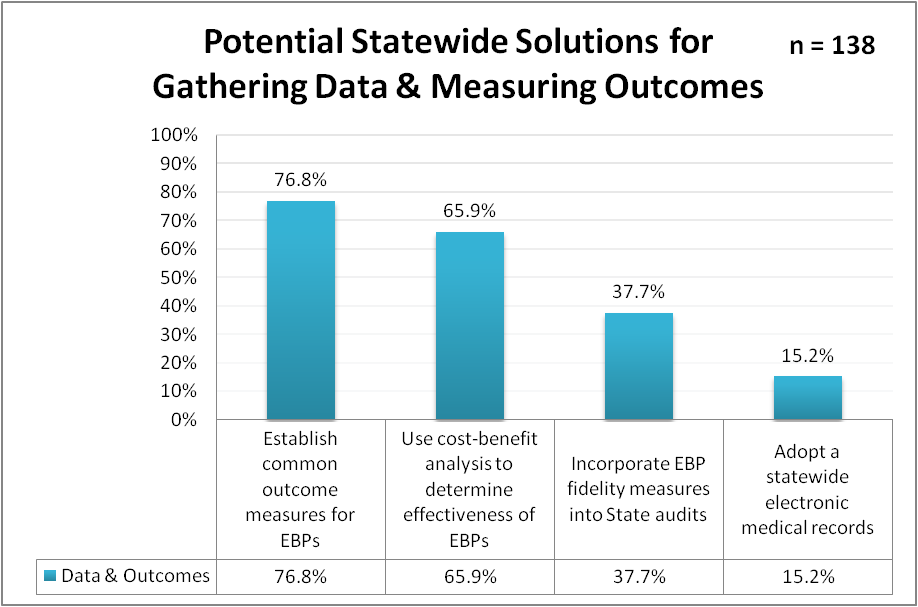 Potential Statewide Solutions for
Gathering Data & Measuring Outcomes
n = 138
100%
90%
80%
70%
60%
50%
40%
30%
20%
10%
0%
76.8%
65.9%
37.7%
15.2%
Establish
common
outcome
measures for
EBPs
Use cost-benefit
analysis to
determine
effectiveness of
EBPs
Incorporate EBP
fidelity measures
into State audits
Adopt a
statewide
electronic
medical records
Data & Outcomes
76.8%
65.9%
37.7%
15.2%